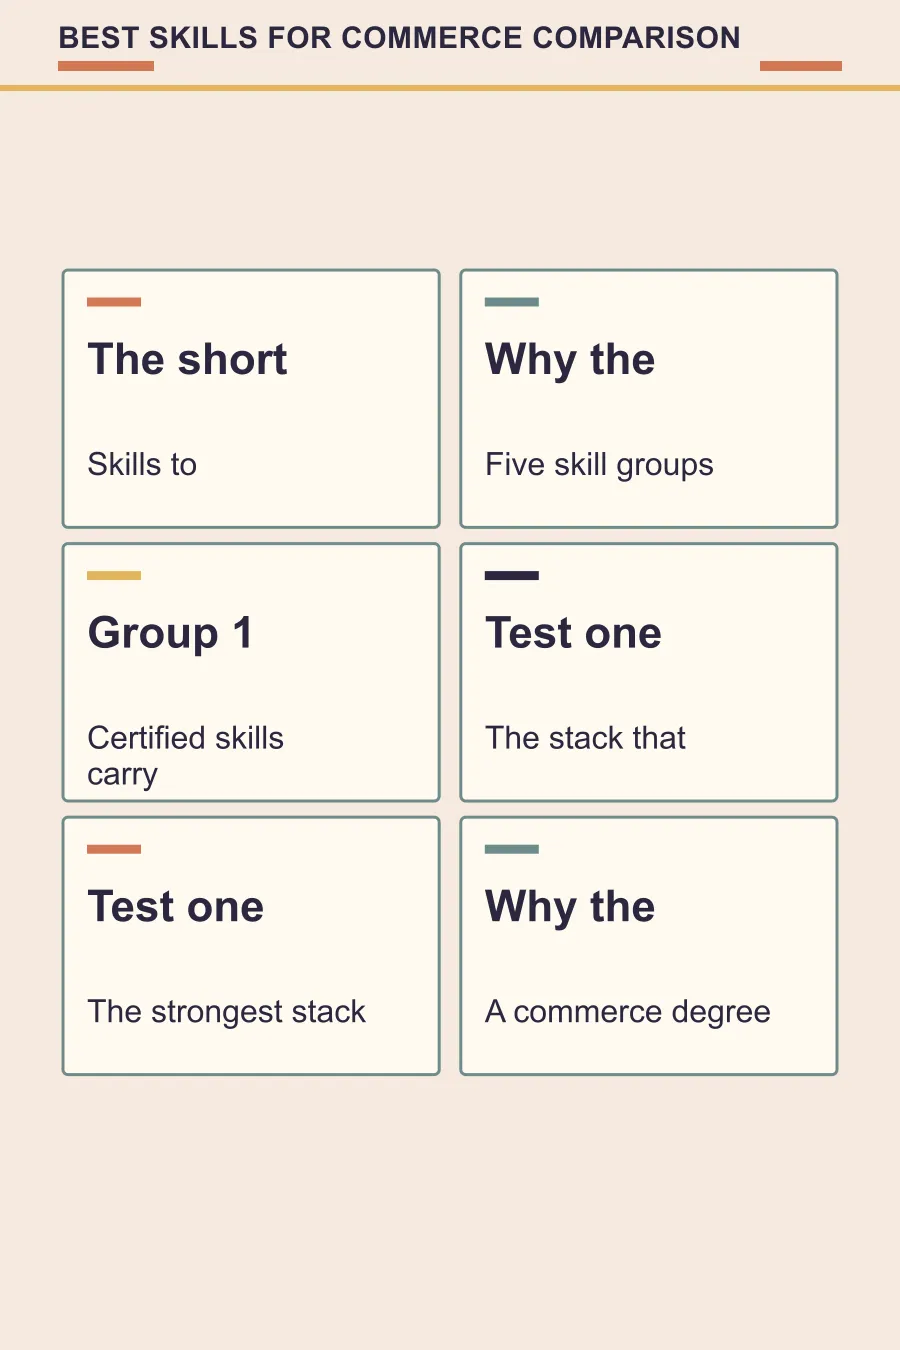 BEST SKILLS FOR COMMERCE COMPARISON
The short
Skills to
Why the
Five skill groups
Group 1
Certified skills
carry
Test one
The stack that
Test one
The strongest stack
Why the
A commerce degree